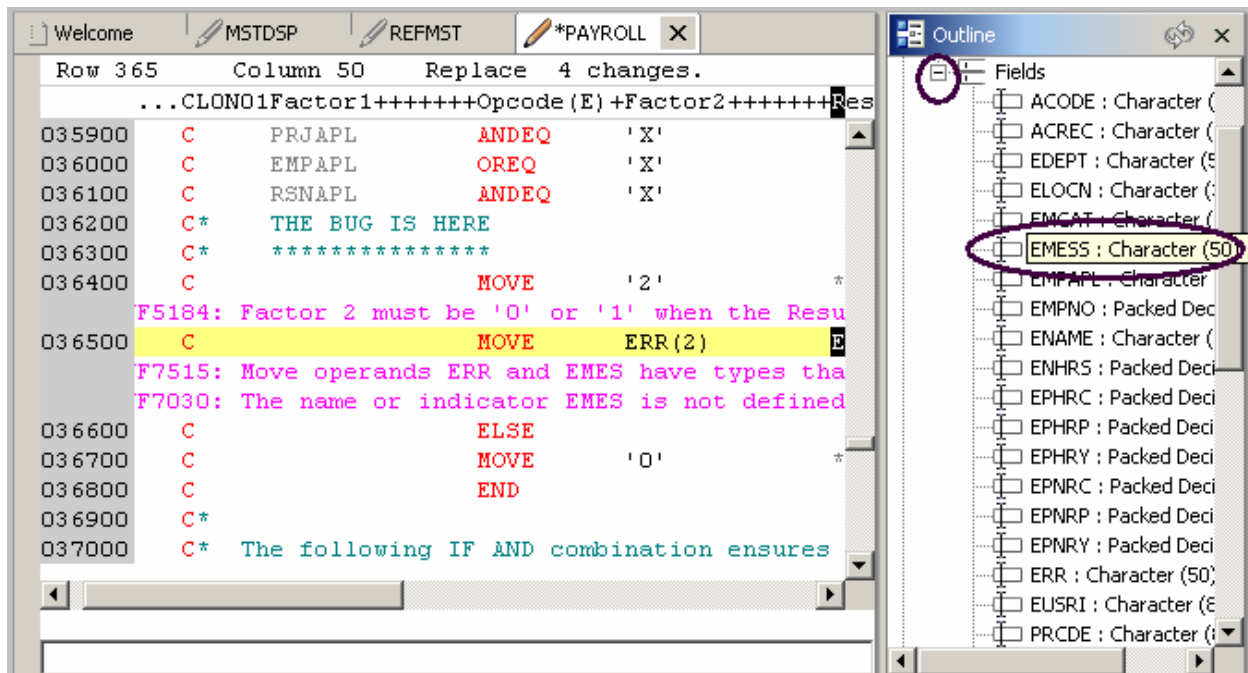 Welcome
MSTDSP
REFMST
*PAYROLL
Row 365 Column 50 Replace 4 changes.
...CL0N01Factor1+++++++Opcode(E)+Factor2+++++++Res
035900 C PRJAPL ANDEQ 'X'
036000 C EMPAPL OREQ 'X'
036100 C RSNAPL ANDEQ 'X'
036200 C* THE BUG IS HERE
036300 C* ***************
036400 C MOVE '2' *
F5184: Factor 2 must be '0' or '1' when the Resu
036500 C MOVE ERR(2) E
F7515: Move operands ERR and EMES have types tha
F7030: The name or indicator EMES is not defined
036600 C ELSE
036700 C MOVE '0' *
036800 C END
036900 C*
037000 C* The following IF AND combination ensures
Outline
Fields
ACODE : Character (
ACREC : Character (
EDEPT : Character (5
ELOCN : Character (
EMCAT : Character (
EMESS : Character (50)
EMPAPL : Character
EMPNO : Packed Dec
ENAME : Character (
ENHRS : Packed Deci
EPHRC : Packed Deci
EPHRP : Packed Deci
EPHRY : Packed Deci
EPNRC : Packed Deci
EPNRP : Packed Deci
EPNRY : Packed Deci
ERR : Character (50)
EUSRI : Character (8
PRCDE : Character (